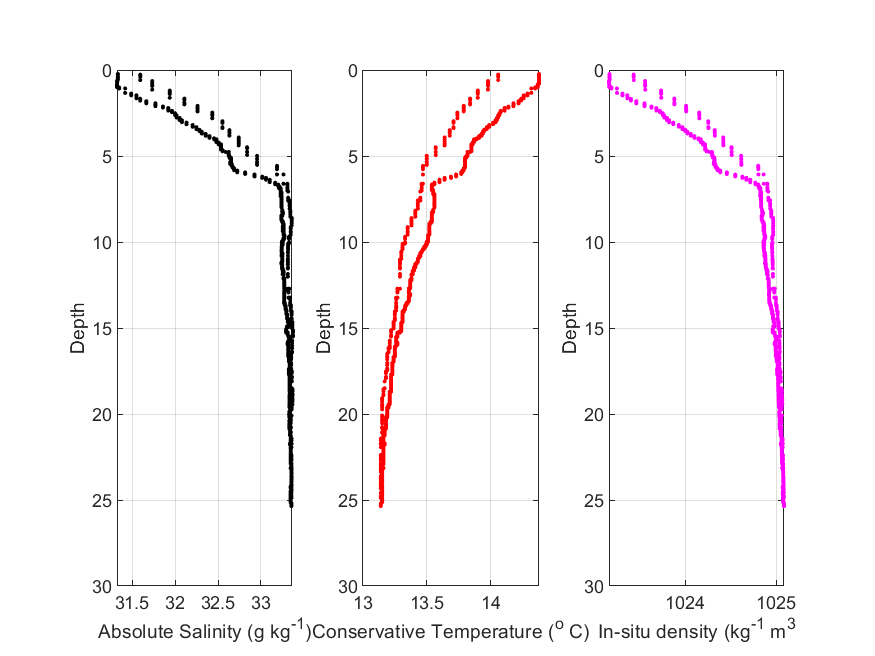 0
5
10
15
20
25
30
Depth
31.5 32 32.5 33
Absolute Salinity (g kg⁻¹)
0
5
10
15
20
25
30
Depth
13 13.5 14
Conservative Temperature (° C)
0
5
10
15
20
25
30
Depth
1024 1025
In-situ density (kg⁻¹ m³